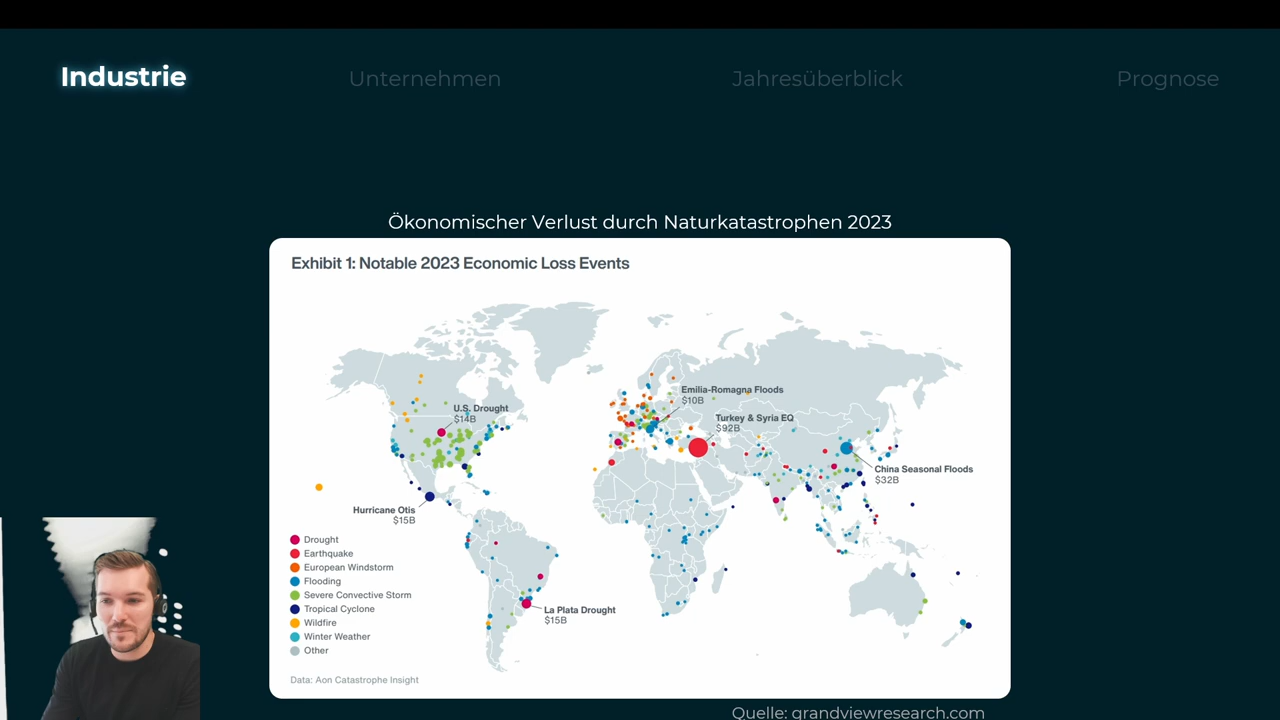 Industrie
Unternehmen
Jahresüberblick
Prognose
Ökonomischer Verlust durch Naturkatastrophen 2023
Exhibit 1: Notable 2023 Economic Loss Events
Emilia-Romagna Floods
$10B
U.S. Drought
$14B
Turkey & Syria EQ
$92B
China Seasonal Floods
$32B
Hurricane Otis
$15B
La Plata Drought
$15B
Drought
Earthquake
European Windstorm
Flooding
Severe Convective Storm
Tropical Cyclone
Wildfire
Winter Weather
Other
Data: Aon Catastrophe Insight
Quelle: grandviewresearch.com